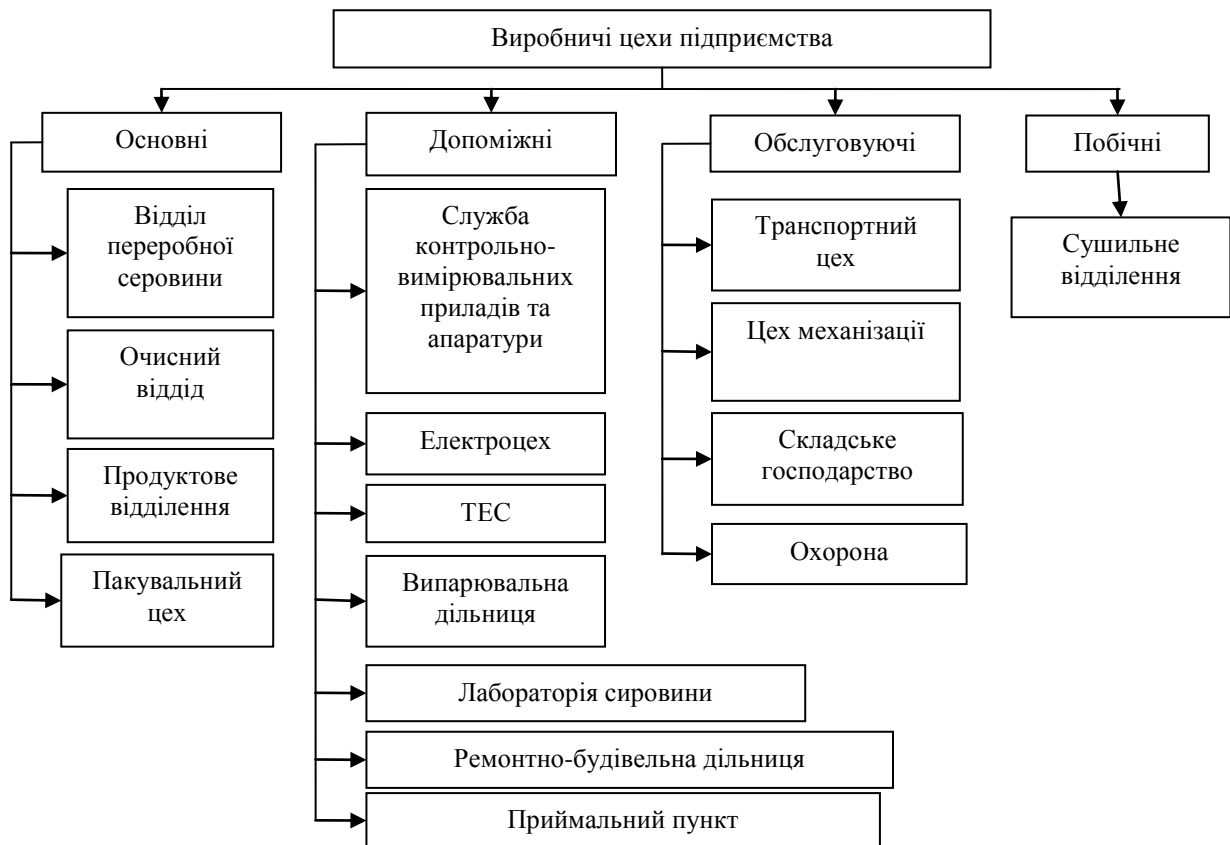 Виробничі цехи підприємства
Основні
Допоміжні
Обслуговуючі
Побічні
Відділ
переробної
серовини
Очисний
віддід
Продуктове
відділення
Пакувальний
цех
Служба
контрольно-
вимірювальних
приладів та
апаратури
Електроцех
ТЕС
Випарювальна
дільниця
Лабораторія сировини
Ремонтно-будівельна дільниця
Приймальний пункт
Транспортний
цех
Цех механізації
Складське
господарство
Охорона
Сушильне
відділення